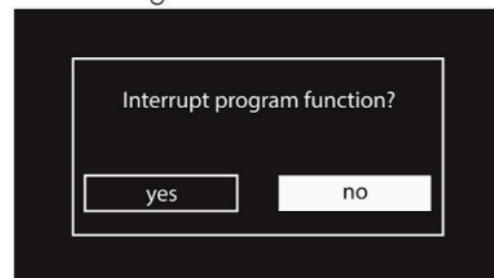 Interrupt program function?
yes no